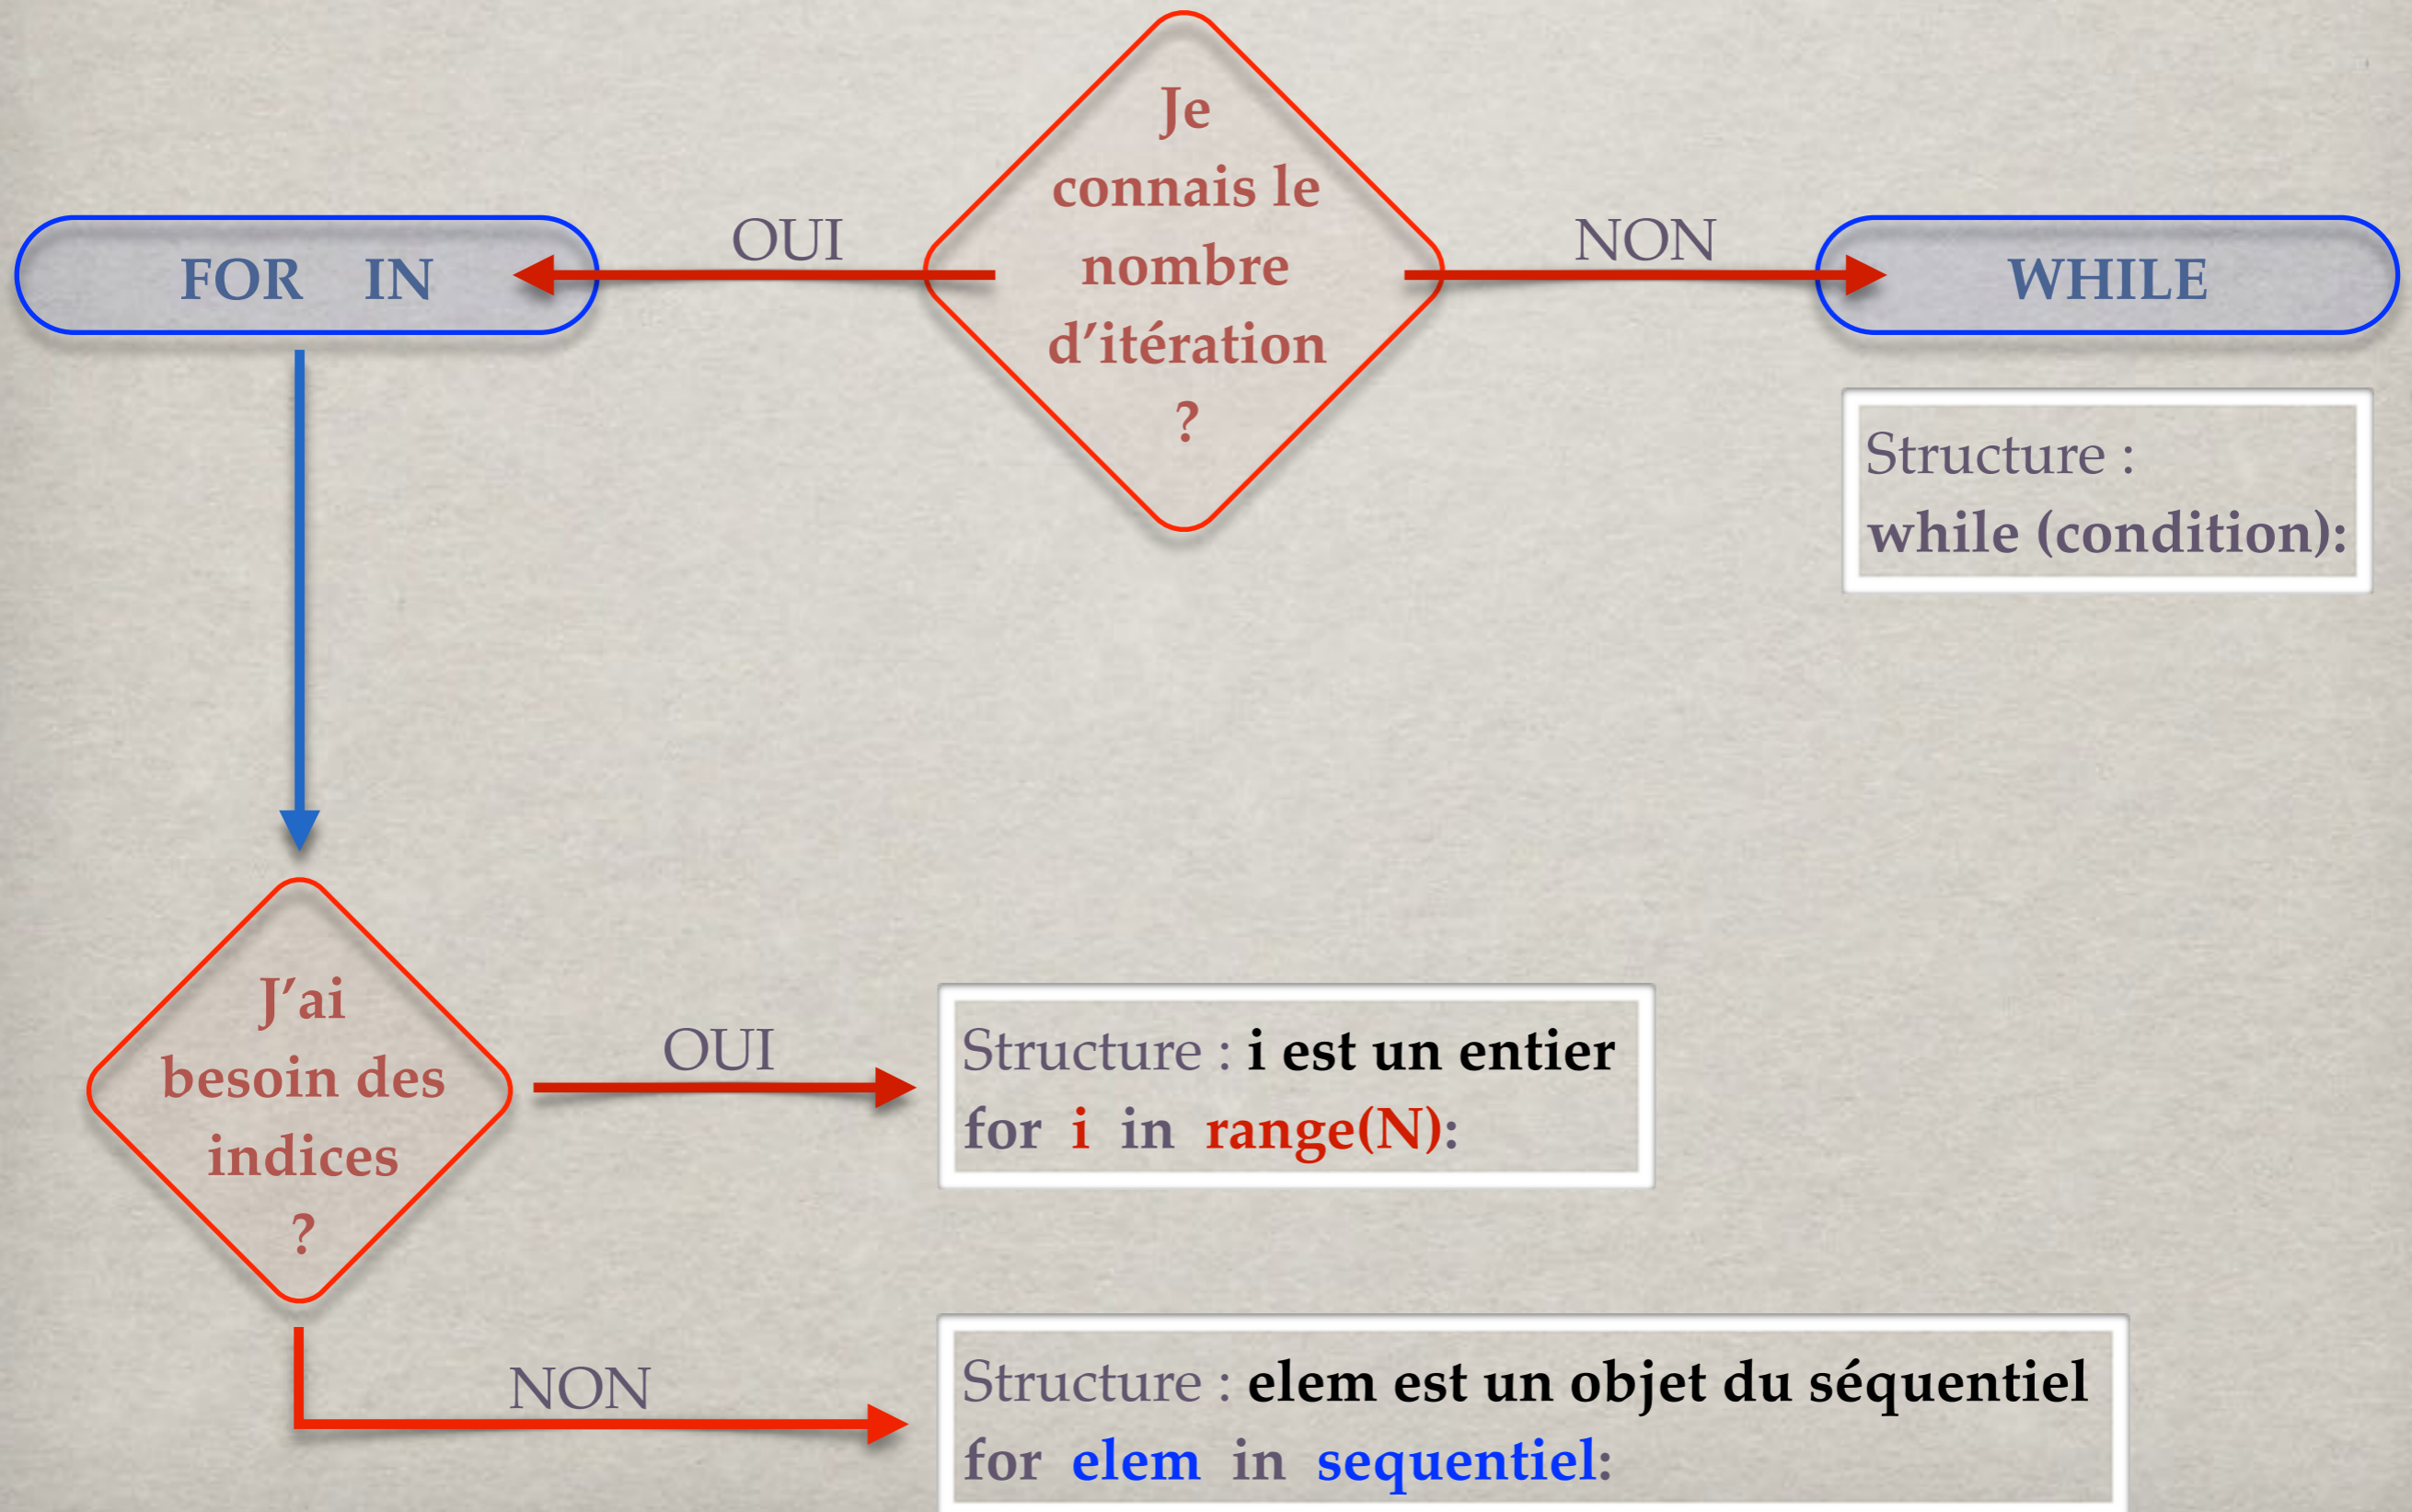 Je
connais le
nombre
d'itération
?
OUI
NON
FOR IN
WHILE
Structure :
while (condition):
J'ai
besoin des
indices
?
OUI
Structure : i est un entier
for i in range(N):
NON
Structure : elem est un objet du séquentiel
for elem in sequentiel: